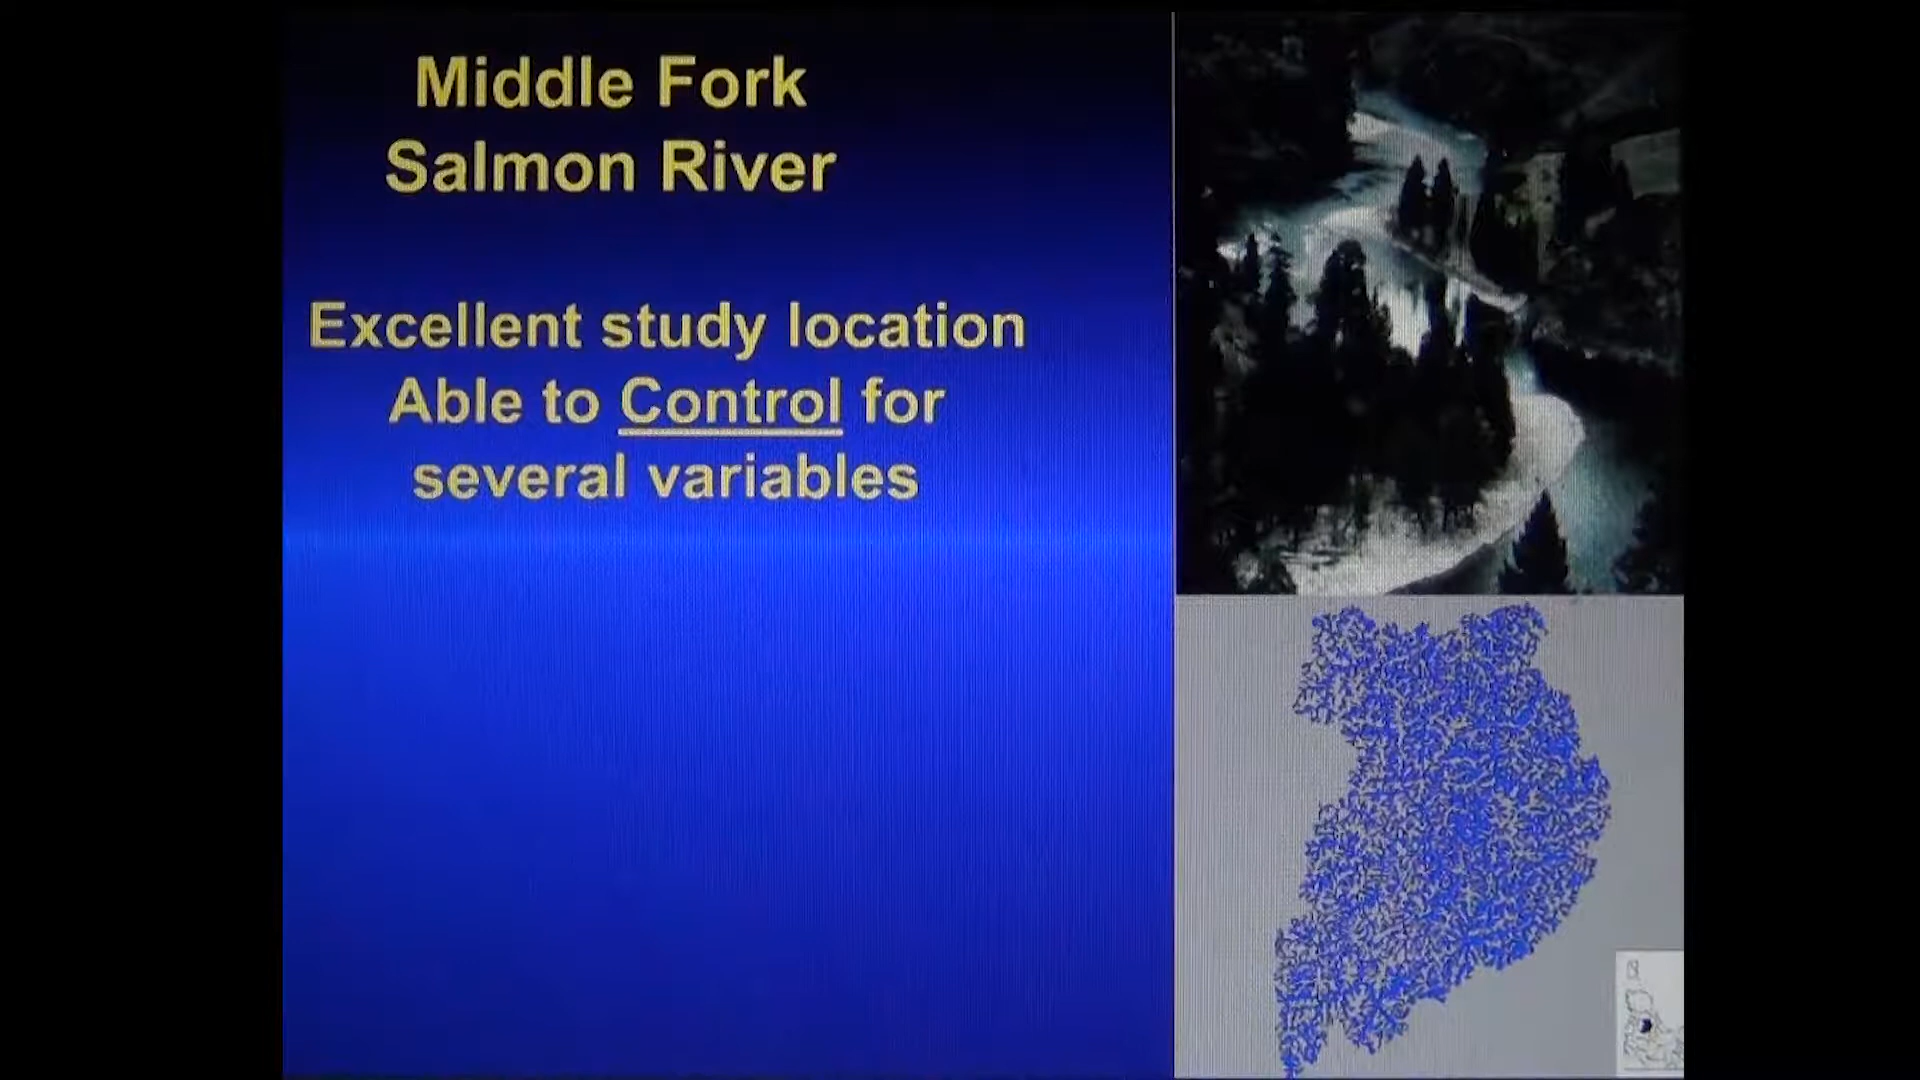 Middle Fork
Salmon River
Excellent study location
Able to Control for
several variables